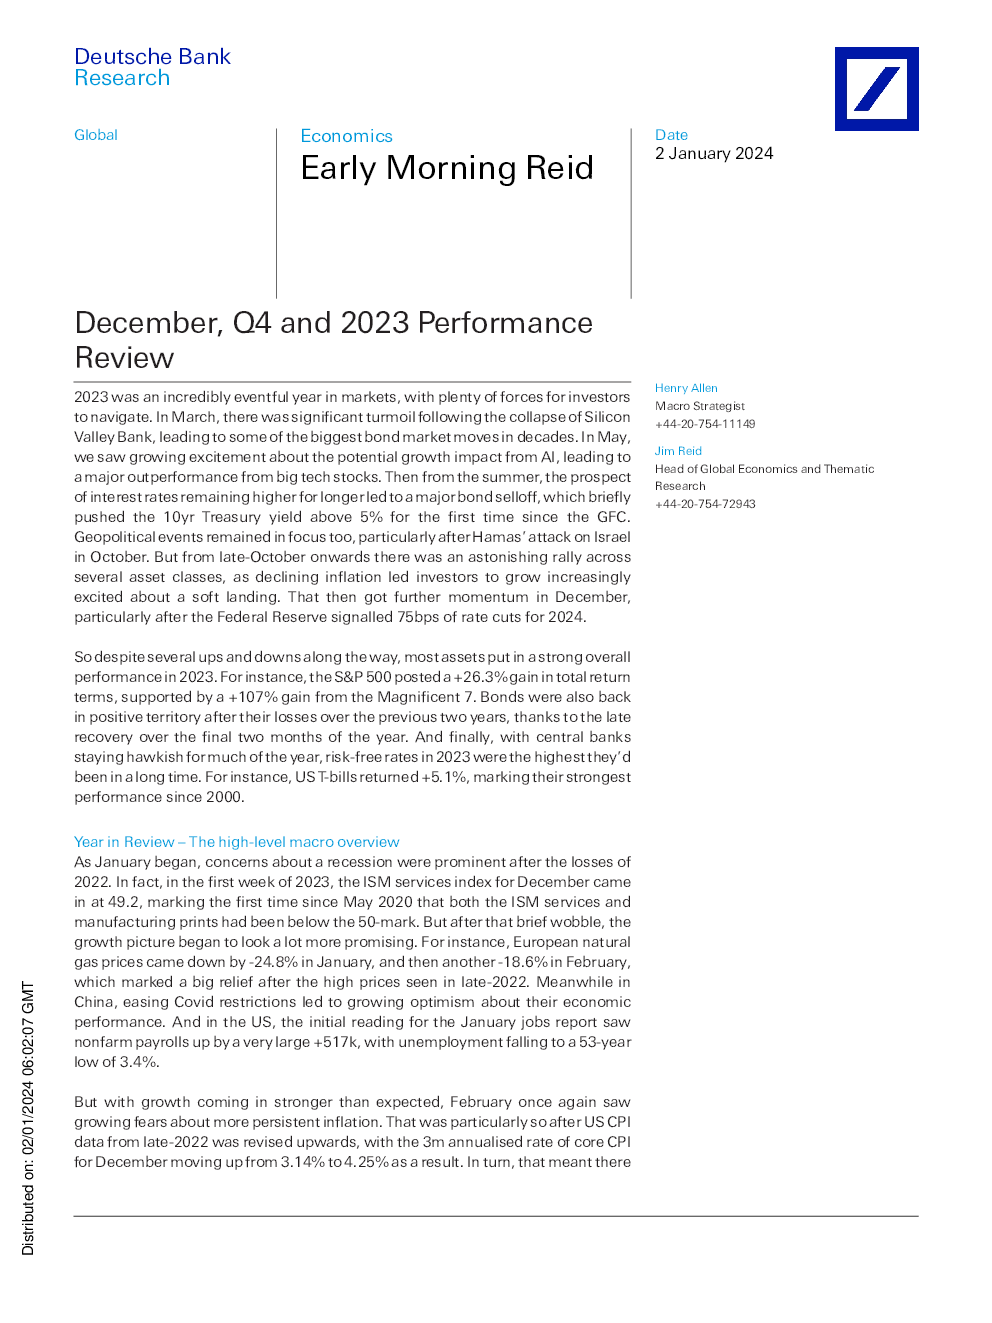 Deutsche Bank
Research
Global
Economics
Early Morning Reid
Date
2 January 2024
December, Q4 and 2023 Performance
Review
2023 was an incredibly eventful year in markets, with plenty of forces for investors
to navigate. In March, there was significant turmoil following the collapse of Silicon
Valley Bank, leading to some of the biggest bond market moves in decades. In May,
we saw growing excitement about the potential growth impact from AI, leading to
a major outperformance from big tech stocks. Then from the summer, the prospect
of interest rates remaining higher for longer led to a major bond selloff, which briefly
pushed the 10yr Treasury yield above 5% for the first time since the GFC.
Geopolitical events remained in focus too, particularly after Hamas' attack on Israel
in October. But from late-October onwards there was an astonishing rally across
several asset classes, as declining inflation led investors to grow increasingly
excited about a soft landing. That then got further momentum in December,
particularly after the Federal Reserve signalled 75bps of rate cuts for 2024.
So despite several ups and downs along the way, most assets put in a strong overall
performance in 2023. For instance, the S&P 500 posted a +26.3% gain in total return
terms, supported by a +107% gain from the Magnificent 7. Bonds were also back
in positive territory after their losses over the previous two years, thanks to the late
recovery over the final two months of the year. And finally, with central banks
staying hawkish for much of the year, risk-free rates in 2023 were the highest they'd
been in a long time. For instance, US T-bills returned +5.1%, marking their strongest
performance since 2000.
Year in Review – The high-level macro overview
As January began, concerns about a recession were prominent after the losses of
2022. In fact, in the first week of 2023, the ISM services index for December came
in at 49.2, marking the first time since May 2020 that both the ISM services and
manufacturing prints had been below the 50-mark. But after that brief wobble, the
growth picture began to look a lot more promising. For instance, European natural
gas prices came down by -24.8% in January, and then another -18.6% in February,
which marked a big relief after the high prices seen in late-2022. Meanwhile in
China, easing Covid restrictions led to growing optimism about their economic
performance. And in the US, the initial reading for the January jobs report saw
nonfarm payrolls up by a very large +517k, with unemployment falling to a 53-year
low of 3.4%.
But with growth coming in stronger than expected, February once again saw
growing fears about more persistent inflation. That was particularly so after US CPI
data from late-2022 was revised upwards, with the 3m annualised rate of core CPI
for December moving up from 3.14% to 4.25% as a result. In turn, that meant there
Henry Allen
Macro Strategist
+44-20-754-11149
Jim Reid
Head of Global Economics and Thematic
Research
+44-20-754-72943
Distributed on: 02/01/2024 06:02:07 GMT